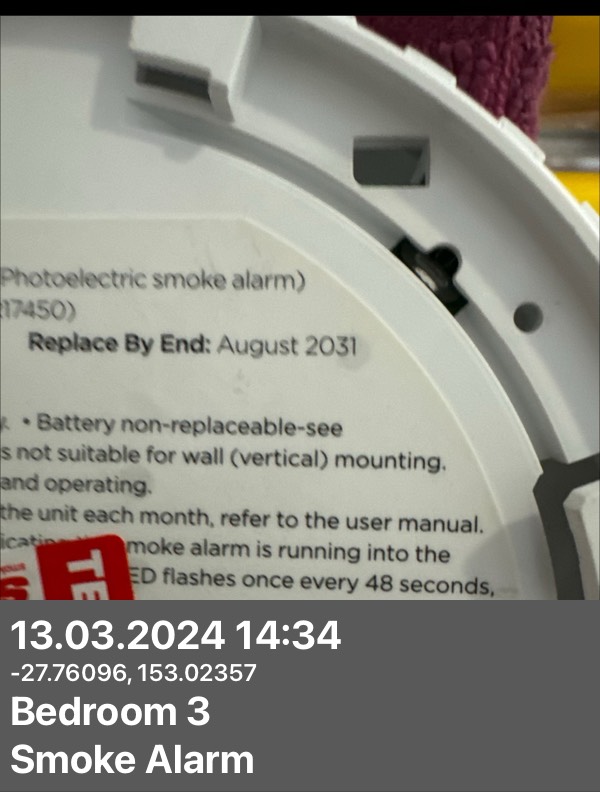 Photoelectric smoke alarm)
17450)
Replace By End: August 2031
• Battery non-replaceable-see
s not suitable for wall (vertical) mounting.
and operating.
the unit each month, refer to the user manual.
moke alarm is running into the
ED flashes once every 48 seconds,
TE
13.03.2024 14:34
-27.76096, 153.02357
Bedroom 3
Smoke Alarm